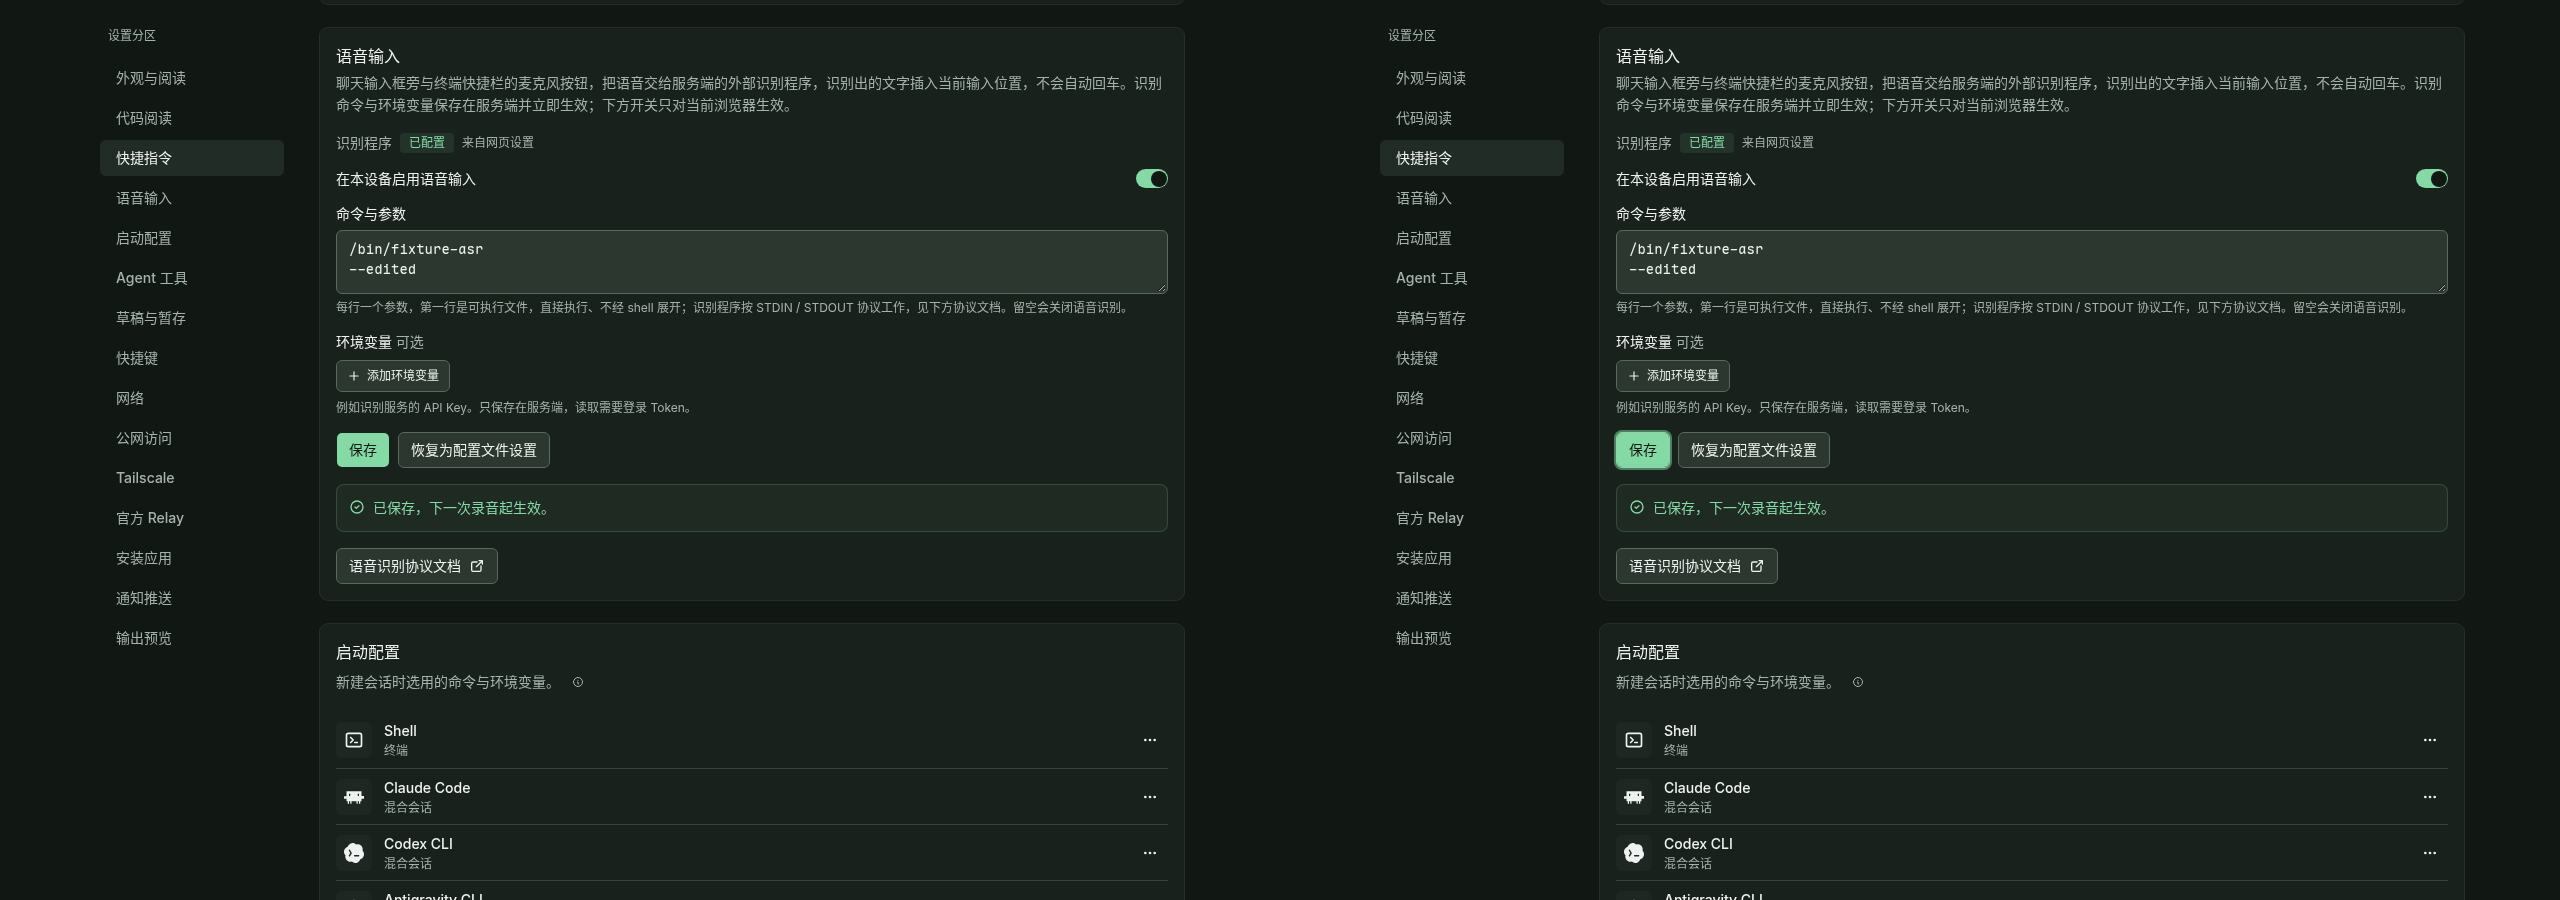 设置分区
外观与阅读
代码阅读
快捷指令
语音输入
启动配置
Agent 工具
草稿与暂存
快捷键
网络
公网访问
Tailscale
官方 Relay
安装应用
通知推送
输出预览
语音输入
聊天输入框旁与终端快捷栏的麦克风按钮，把语音交给服务端的外部识别程序，识别出的文字插入当前输入位置，不会自动回车。识别
命令与环境变量保存在服务端并立即生效；下方开关只对当前浏览器生效。
识别程序 已配置 来自网页设置
在本设备启用语音输入
命令与参数
/bin/fixture-asr
--edited
每行一个参数，第一行是可执行文件，直接执行、不经 shell 展开；识别程序按 STDIN / STDOUT 协议工作，见下方协议文档。留空会关闭语音识别。
环境变量 可选
添加环境变量
例如识别服务的 API Key。只保存在服务端，读取需要登录 Token。
保存 恢复为配置文件设置
已保存，下一次录音起生效。
语音识别协议文档
启动配置
新建会话时选用的命令与环境变量。
Shell
终端
Claude Code
混合会话
Codex CLI
混合会话
Antigravity CLI
设置分区
外观与阅读
代码阅读
快捷指令
语音输入
启动配置
Agent 工具
草稿与暂存
快捷键
网络
公网访问
Tailscale
官方 Relay
安装应用
通知推送
输出预览
语音输入
聊天输入框旁与终端快捷栏的麦克风按钮，把语音交给服务端的外部识别程序，识别出的文字插入当前输入位置，不会自动回车。识别
命令与环境变量保存在服务端并立即生效；下方开关只对当前浏览器生效。
识别程序 已配置 来自网页设置
在本设备启用语音输入
命令与参数
/bin/fixture-asr
--edited
每行一个参数，第一行是可执行文件，直接执行、不经 shell 展开；识别程序按 STDIN / STDOUT 协议工作，见下方协议文档。留空会关闭语音识别。
环境变量 可选
添加环境变量
例如识别服务的 API Key。只保存在服务端，读取需要登录 Token。
保存 恢复为配置文件设置
已保存，下一次录音起生效。
语音识别协议文档
启动配置
新建会话时选用的命令与环境变量。
Shell
终端
Claude Code
混合会话
Codex CLI
混合会话
Antigravity CLI